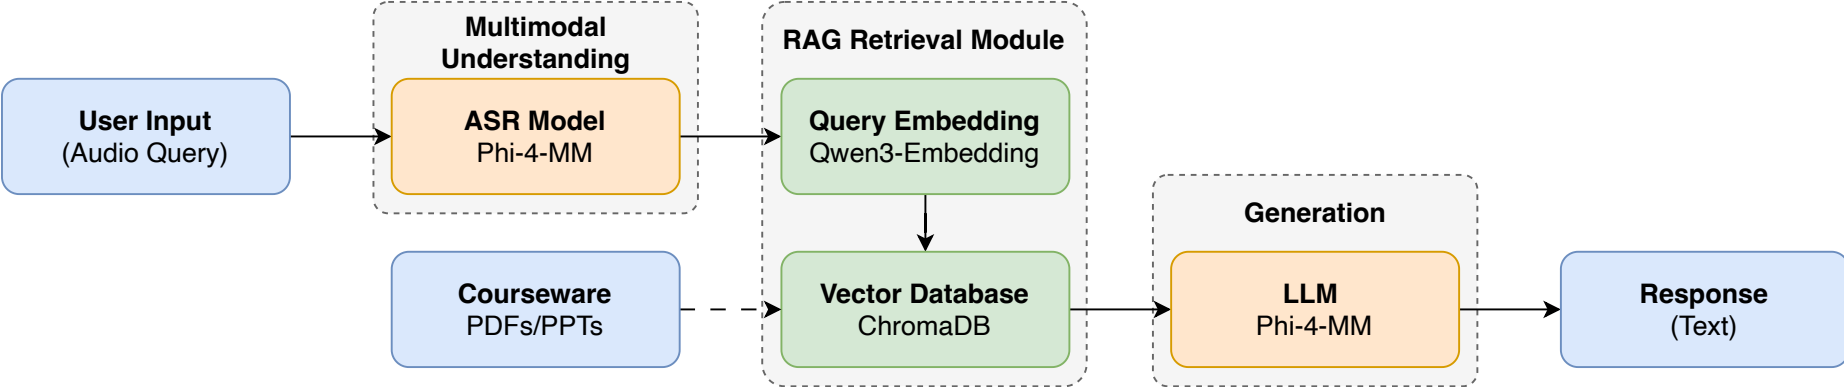 Multimodal
Understanding
RAG Retrieval Module
User Input
(Audio Query)
ASR Model
Phi-4-MM
Query Embedding
Qwen3-Embedding
Generation
Courseware
PDFs/PPTs
Vector Database
ChromaDB
LLM
Phi-4-MM
Response
(Text)